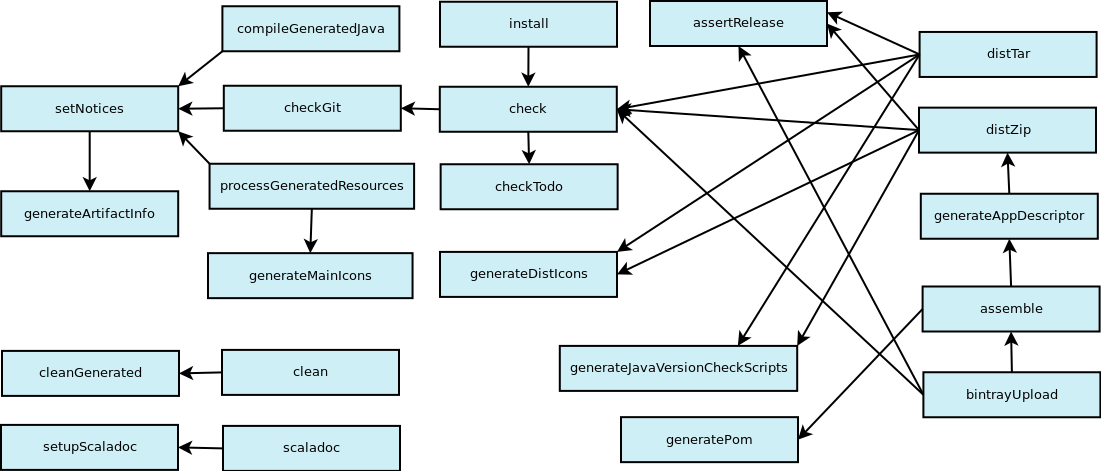 compileGeneratedJava
install
assertRelease
distTar
setNotices
checkGit
check
distZip
processGeneratedResources
checkTodo
generateArtifactInfo
generateAppDescriptor
generateMainIcons
generateDistIcons
assemble
cleanGenerated
clean
generateJavaVersionCheckScripts
bintrayUpload
setupScaladoc
scaladoc
generatePom